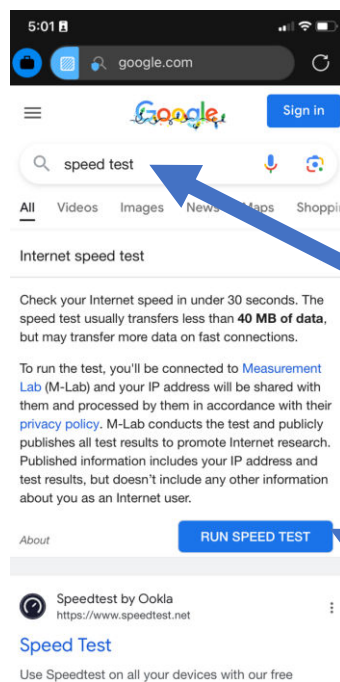 5:01
google.com
Google
Sign in
speed test
All Videos Images News Maps Shoppi
Internet speed test
Check your Internet speed in under 30 seconds. The
speed test usually transfers less than 40 MB of data,
but may transfer more data on fast connections.
To run the test, you'll be connected to Measurement
Lab (M-Lab) and your IP address will be shared with
them and processed by them in accordance with their
privacy policy. M-Lab conducts the test and publicly
publishes all test results to promote Internet research.
Published information includes your IP address and
test results, but doesn't include any other information
about you as an Internet user.
About
RUN SPEED TEST
Speedtest by Ookla
https://www.speedtest.net
Speed Test
Use Speedtest on all your devices with our free